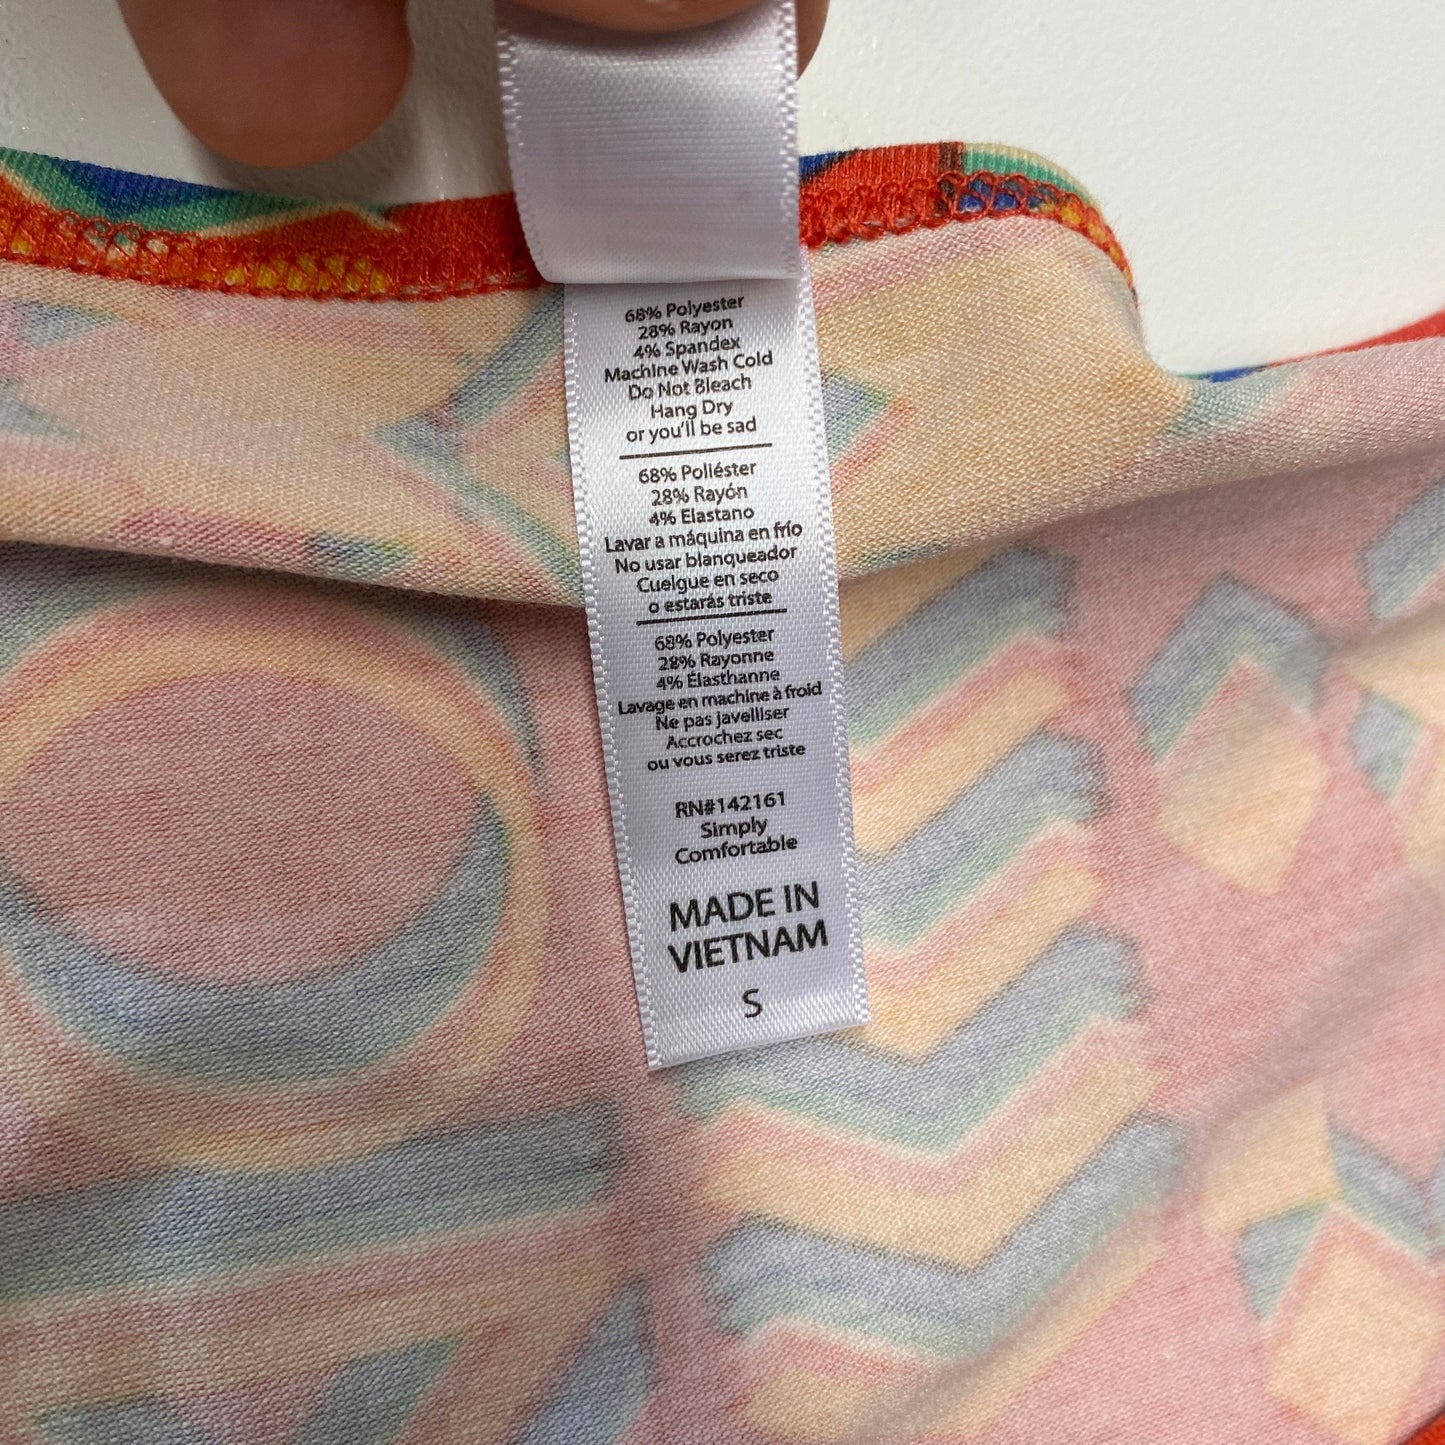 68% Polyester
28% Rayon
4% Spandex
Machine Wash Cold
Do Not Bleach
Hang Dry
or you'll be sad
68% Poliéster
28% Rayón
4% Elastano
Lavar a máquina en frío
No usar blanqueador
Cuelgue en seco
o estarás triste
68% Polyester
28% Rayonne
4% Élasthanne
Lavage en machine à froid
Ne pas javelliser
Accrochez sec
ou vous serez triste
RN#142161
Simply
Comfortable
MADE IN
VIETNAM
S